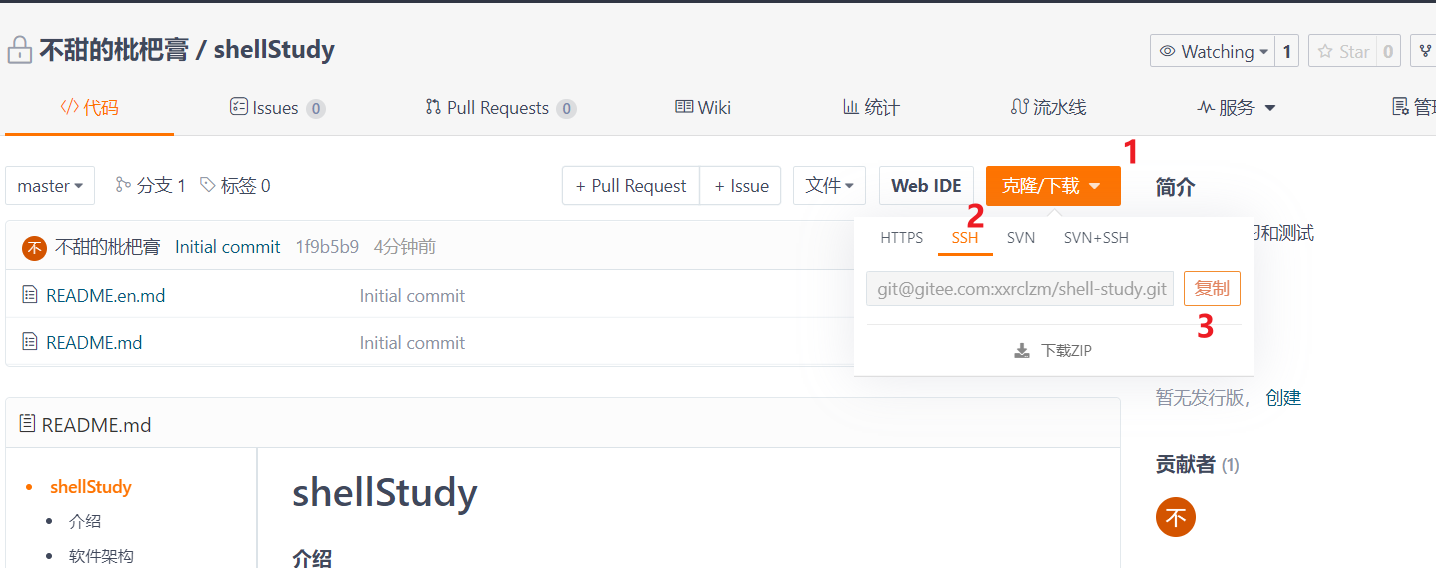 不甜的枇杷膏 / shellStudy
Watching 1 Star 0
代码 Issues 0 Pull Requests 0 Wiki 统计 流水线 服务
1
master 分支 1 标签 0 + Pull Request + Issue 文件 Web IDE 克隆/下载 简介
2
HTTPS SSH SVN SVN+SSH
和测试
不 不甜的枇杷膏 Initial commit 1f9b5b9 4分钟前
git@gitee.com:xxrclzm/shell-study.git 复制
README.en.md Initial commit
3
README.md Initial commit
下载ZIP
暂无发行版， 创建
README.md
贡献者 (1)
shellStudy
shellStudy
介绍
不
软件架构
介绍